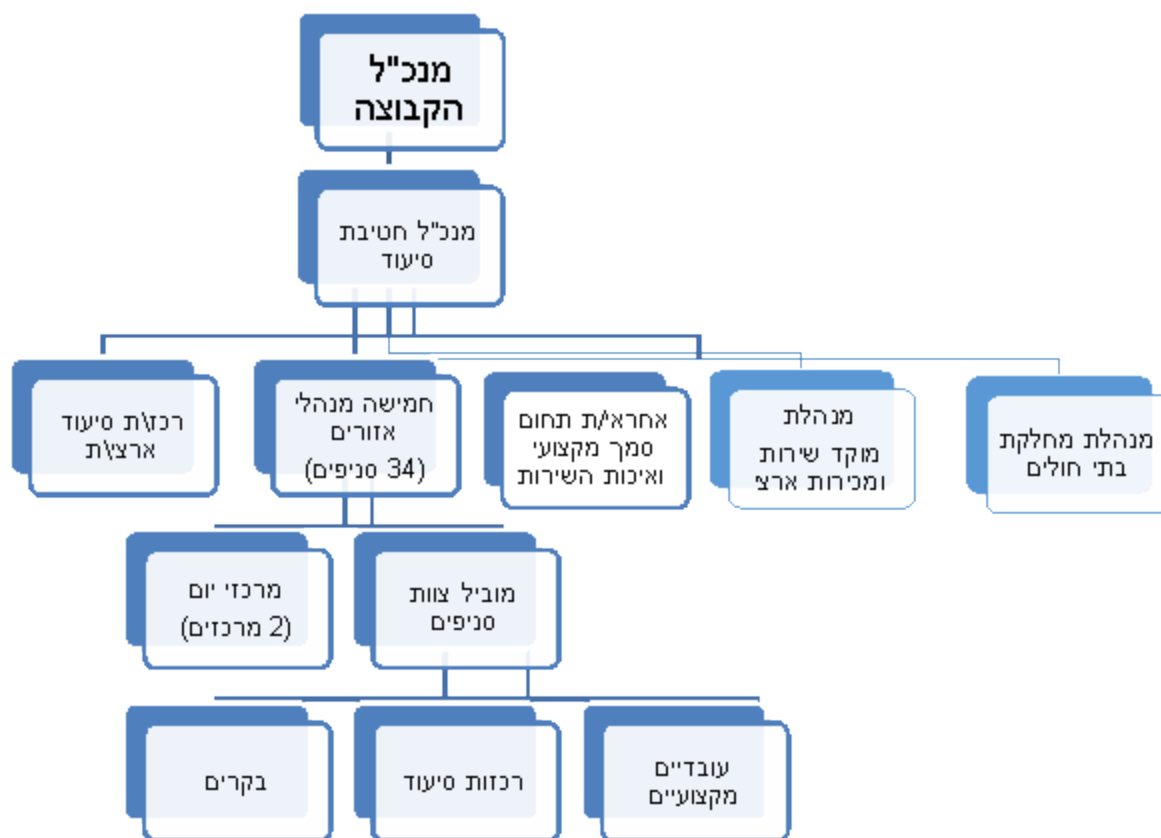 מנכ"ל
הקבוצה
מנכ"ל חטיבת
סיעוד
מנהלת מחלקת
בתי חולים
מנהלת
מוקד שירות
ומכירות ארצי
אחראי/ת תחום
סמך מקצועי
ואיכות השירות
חמישה מנהלי
אזורים
(34 סניפים)
רכז\ת סיעוד
ארצי\ת
מוביל צוות
סניפים
מרכזי יום
(2 מרכזים)
עובדיים
מקצועיים
רכזות סיעוד
בקרים